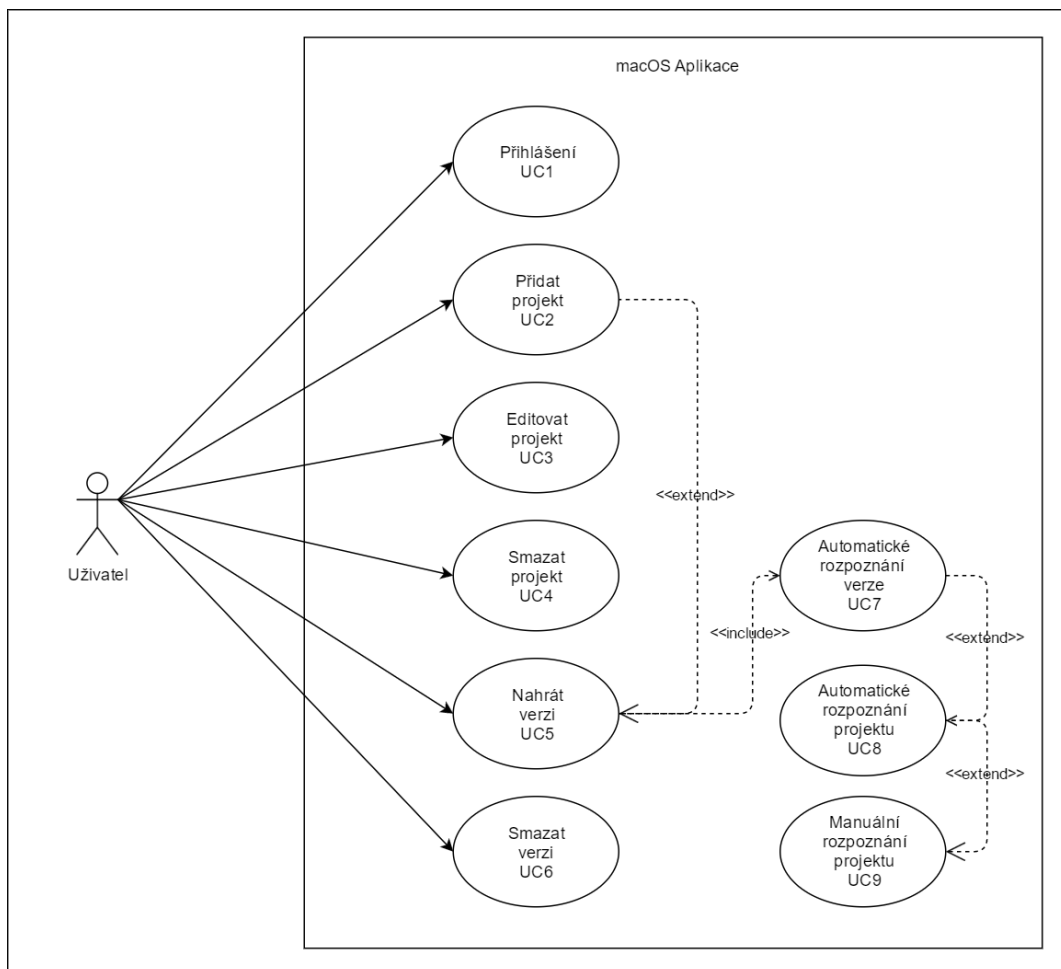 macOS Aplikace
Přihlášení
UC1
Přidat
projekt
UC2
Editovat
projekt
UC3
<<extend>>
Uživatel
Smazat
projekt
UC4
Automatické
rozpoznání
verze
UC7
<<include>>
<<extend>>
Nahrát
verzi
UC5
Automatické
rozpoznání
projektu
UC8
<<extend>>
Smazat
verzi
UC6
Manuální
rozpoznání
projektu
UC9